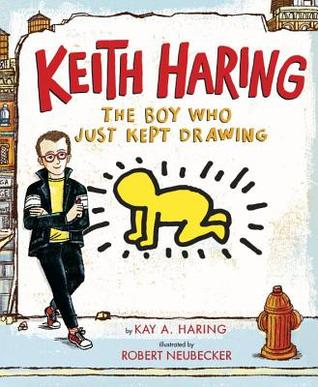 KEITH HARING
THE BOY WHO
JUST KEPT DRAWING
by KAY A. HARING
illustrated by
ROBERT NEUBECKER